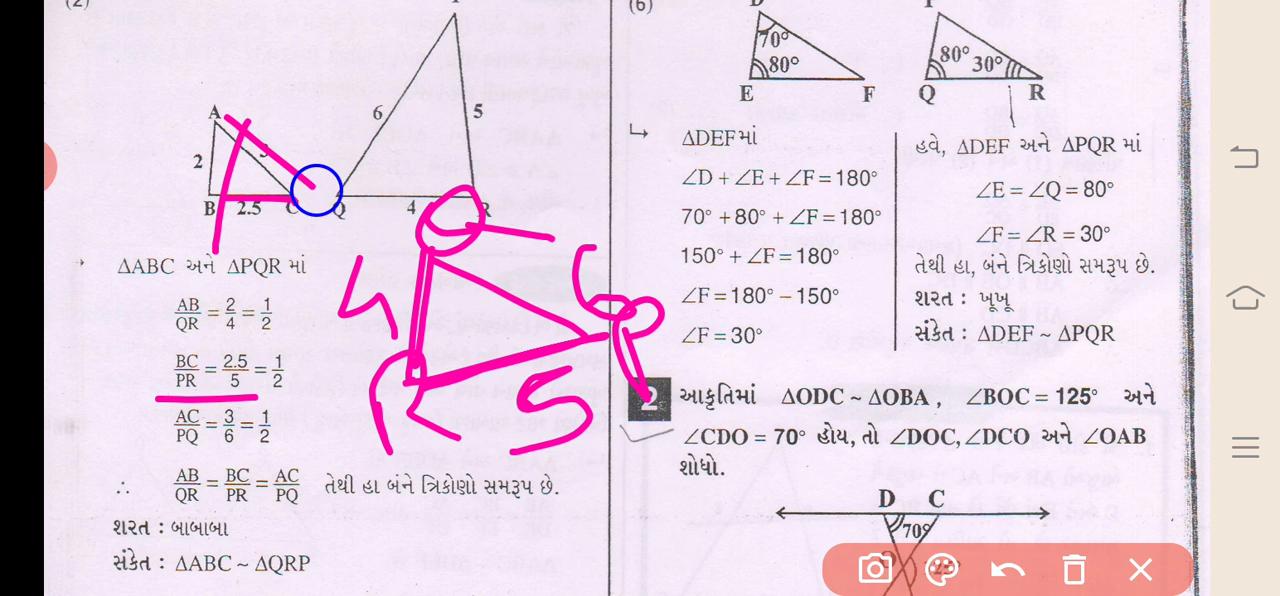 (2)
6
5
A
2
B
2.5
C
Q
4
R
ΔABC અને ΔPQR માં
AB/QR = 2/4 = 1/2
BC/PR = 2.5/5 = 1/2
AC/PQ = 3/6 = 1/2
∴ AB/QR = BC/PR = AC/PQ તેથી હા બંને ત્રિકોણો સમરૂપ છે.
શરત : બાબાબા
સંકેત : ΔABC ~ ΔQRP
(6)
D
70°
80°
E
F
80° 30°
Q
R
ΔDEFમાં
∠D + ∠E + ∠F = 180°
70° + 80° + ∠F = 180°
150° + ∠F = 180°
∠F = 180° − 150°
∠F = 30°
હવે, ΔDEF અને ΔPQR માં
∠E = ∠Q = 80°
∠F = ∠R = 30°
તેથી હા, બંને ત્રિકોણો સમરૂપ છે.
શરત : ખૂખૂ
સંકેત : ΔDEF ~ ΔPQR
2 આકૃતિમાં ΔODC ~ ΔOBA, ∠BOC = 125° અને
∠CDO = 70° હોય, તો ∠DOC, ∠DCO અને ∠OAB
શોધો.
D C
70°